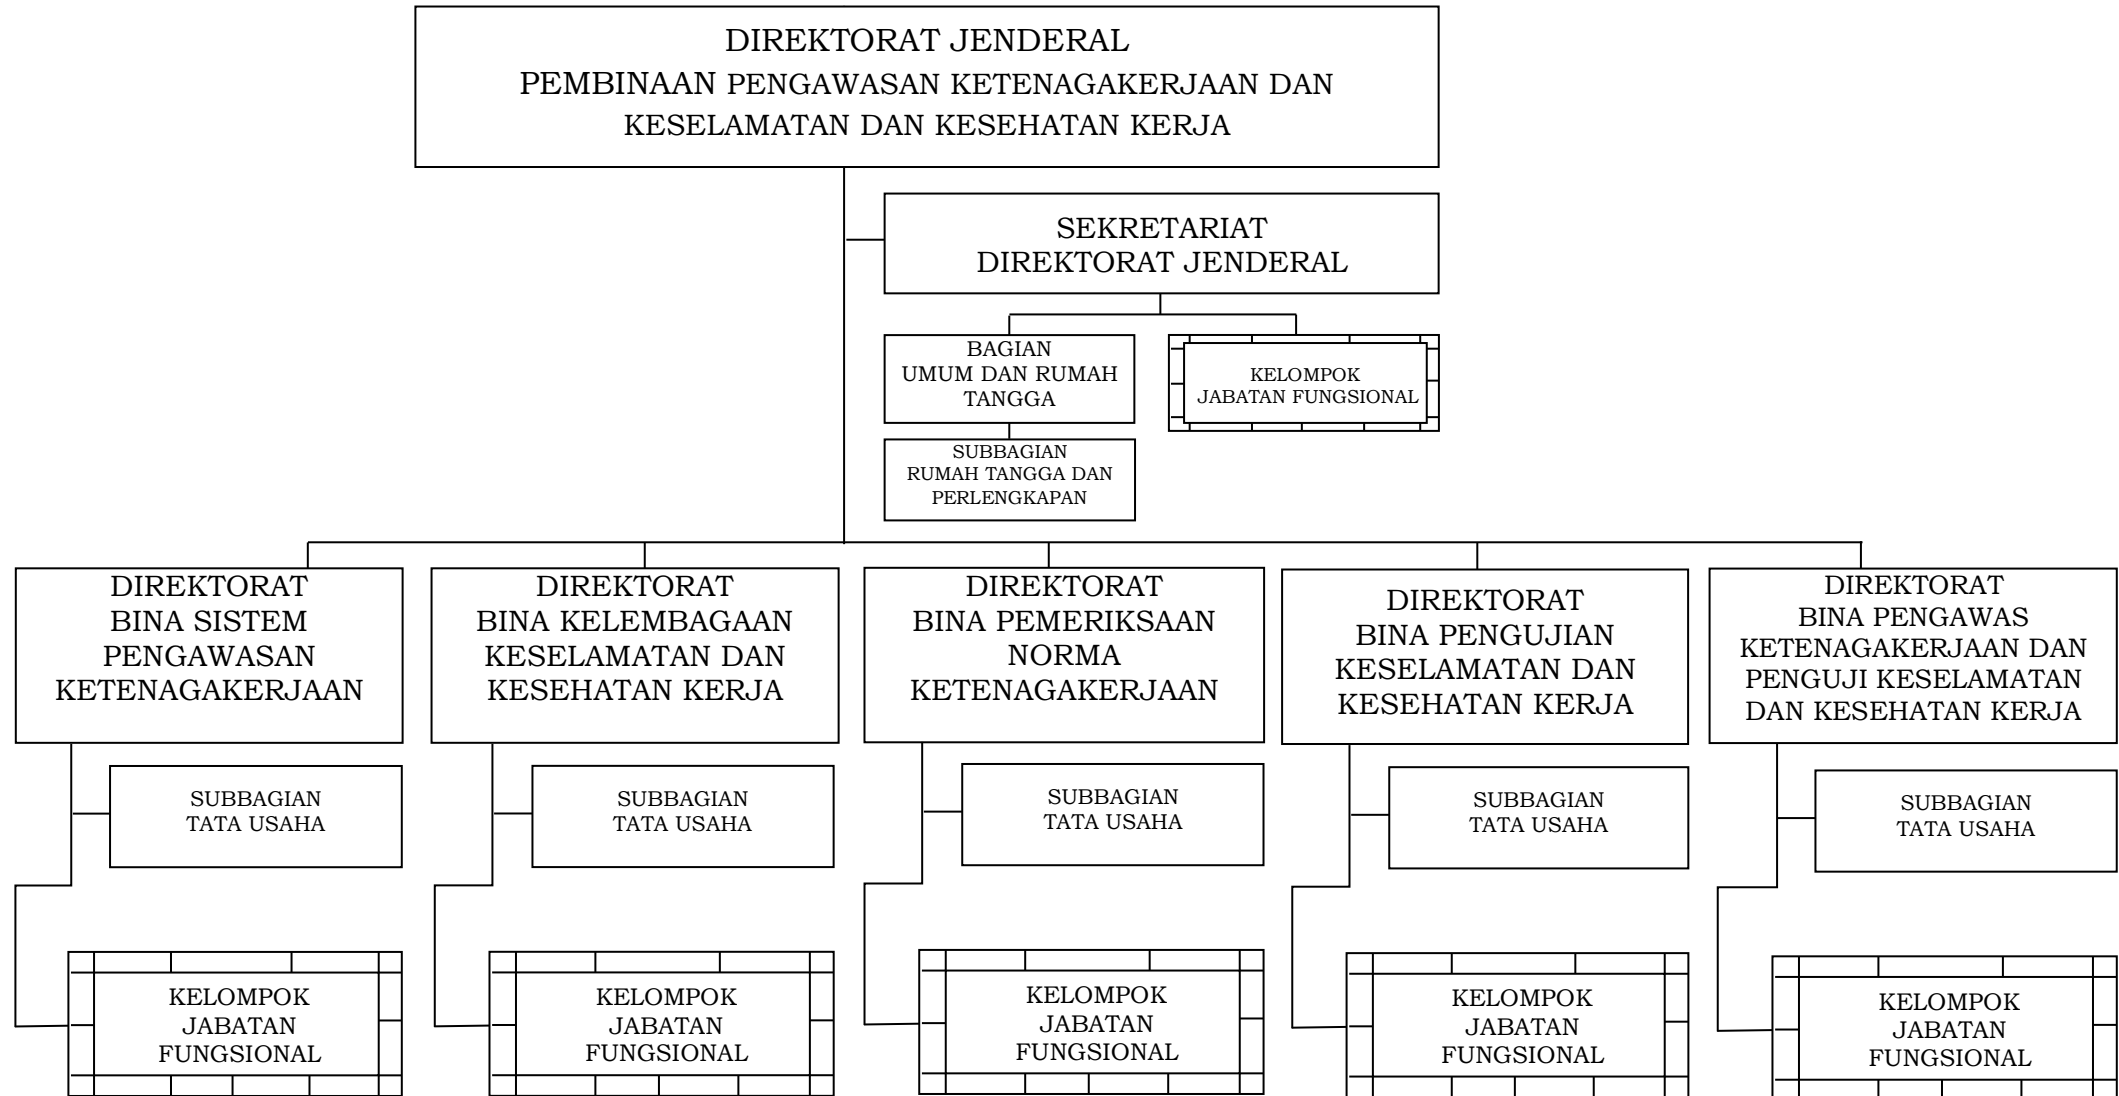 DIREKTORAT JENDERAL
PEMBINAAN PENGAWASAN KETENAGAKERJAAN DAN
KESELAMATAN DAN KESEHATAN KERJA
SEKRETARIAT
DIREKTORAT JENDERAL
BAGIAN
UMUM DAN RUMAH
TANGGA
KELOMPOK
JABATAN FUNGSIONAL
SUBBAGIAN
RUMAH TANGGA DAN
PERLENGKAPAN
DIREKTORAT
BINA SISTEM
PENGAWASAN
KETENAGAKERJAAN
DIREKTORAT
BINA KELEMBAGAAN
KESELAMATAN DAN
KESEHATAN KERJA
DIREKTORAT
BINA PEMERIKSAAN
NORMA
KETENAGAKERJAAN
DIREKTORAT
BINA PENGUJIAN
KESELAMATAN DAN
KESEHATAN KERJA
DIREKTORAT
BINA PENGAWAS
KETENAGAKERJAAN DAN
PENGUJI KESELAMATAN
DAN KESEHATAN KERJA
SUBBAGIAN
TATA USAHA
SUBBAGIAN
TATA USAHA
SUBBAGIAN
TATA USAHA
SUBBAGIAN
TATA USAHA
SUBBAGIAN
TATA USAHA
KELOMPOK
JABATAN
FUNGSIONAL
KELOMPOK
JABATAN
FUNGSIONAL
KELOMPOK
JABATAN
FUNGSIONAL
KELOMPOK
JABATAN
FUNGSIONAL
KELOMPOK
JABATAN
FUNGSIONAL